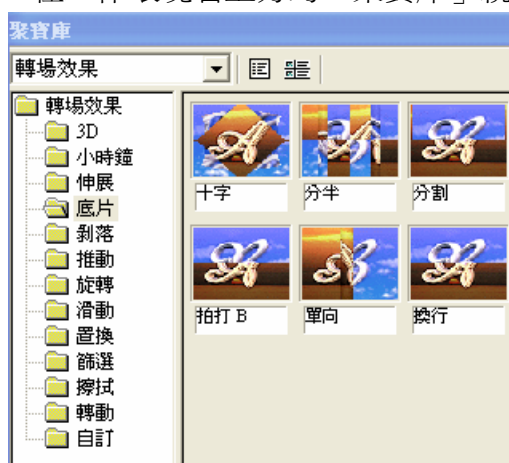 聚寶庫
轉場效果
轉場效果
3D
小時鐘
伸展
底片
剝落
推動
旋轉
滑動
置換
篩選
擦拭
轉動
自訂
十字
分半
分割
拍打 B
單向
換行